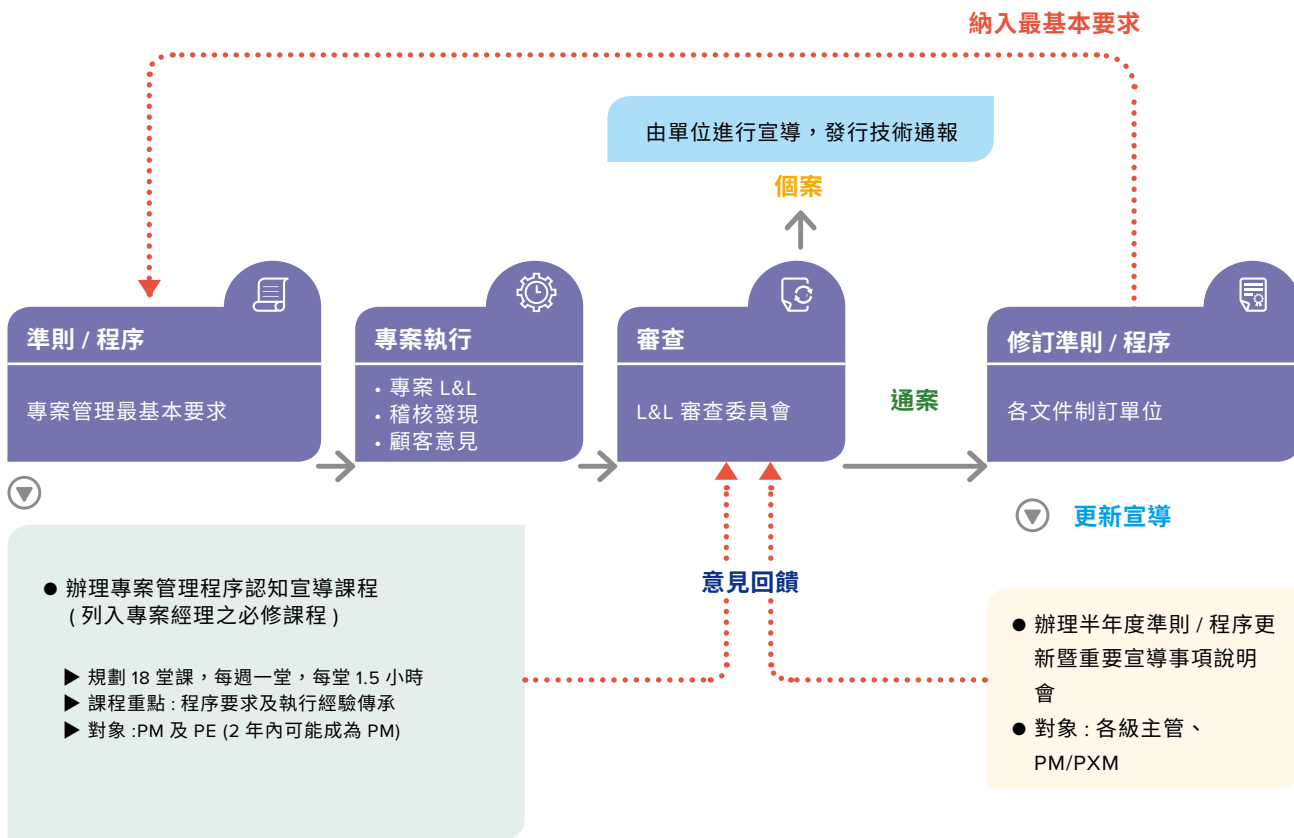 納入最基本要求
由單位進行宣導，發行技術通報
個案
準則 / 程序
專案管理最基本要求
專案執行
• 專案 L&L
• 稽核發現
• 顧客意見
審查
L&L 審查委員會
通案
修訂準則 / 程序
各文件制訂單位
更新宣導
意見回饋
● 辦理專案管理程序認知宣導課程
( 列入專案經理之必修課程 )
▶ 規劃 18 堂課，每週一堂，每堂 1.5 小時
▶ 課程重點 : 程序要求及執行經驗傳承
▶ 對象 :PM 及 PE (2 年內可能成為 PM)
● 辦理半年度準則 / 程序更
新暨重要宣導事項說明
會
● 對象 : 各級主管、
PM/PXM